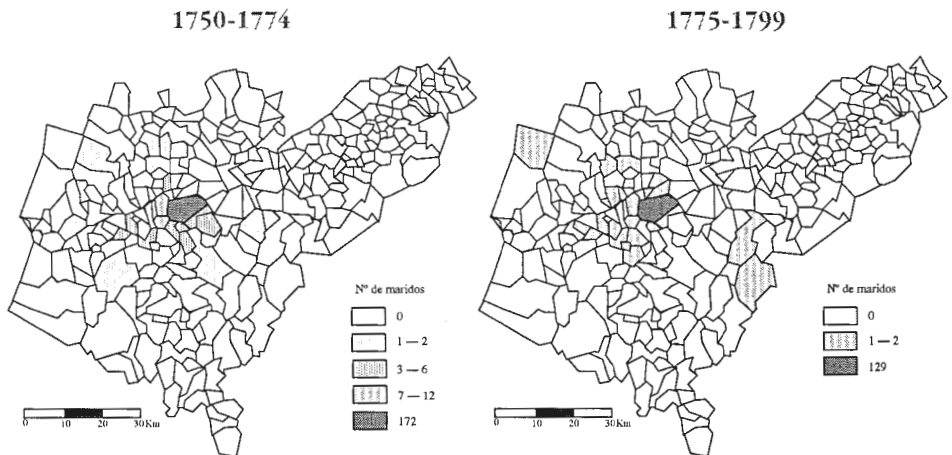 1750-1774
Nº de maridos
0
1 — 2
3 — 6
7 — 12
172
0 10 20 30 Km
1775-1799
Nº de maridos
0
1 — 2
129
0 10 20 30 Km